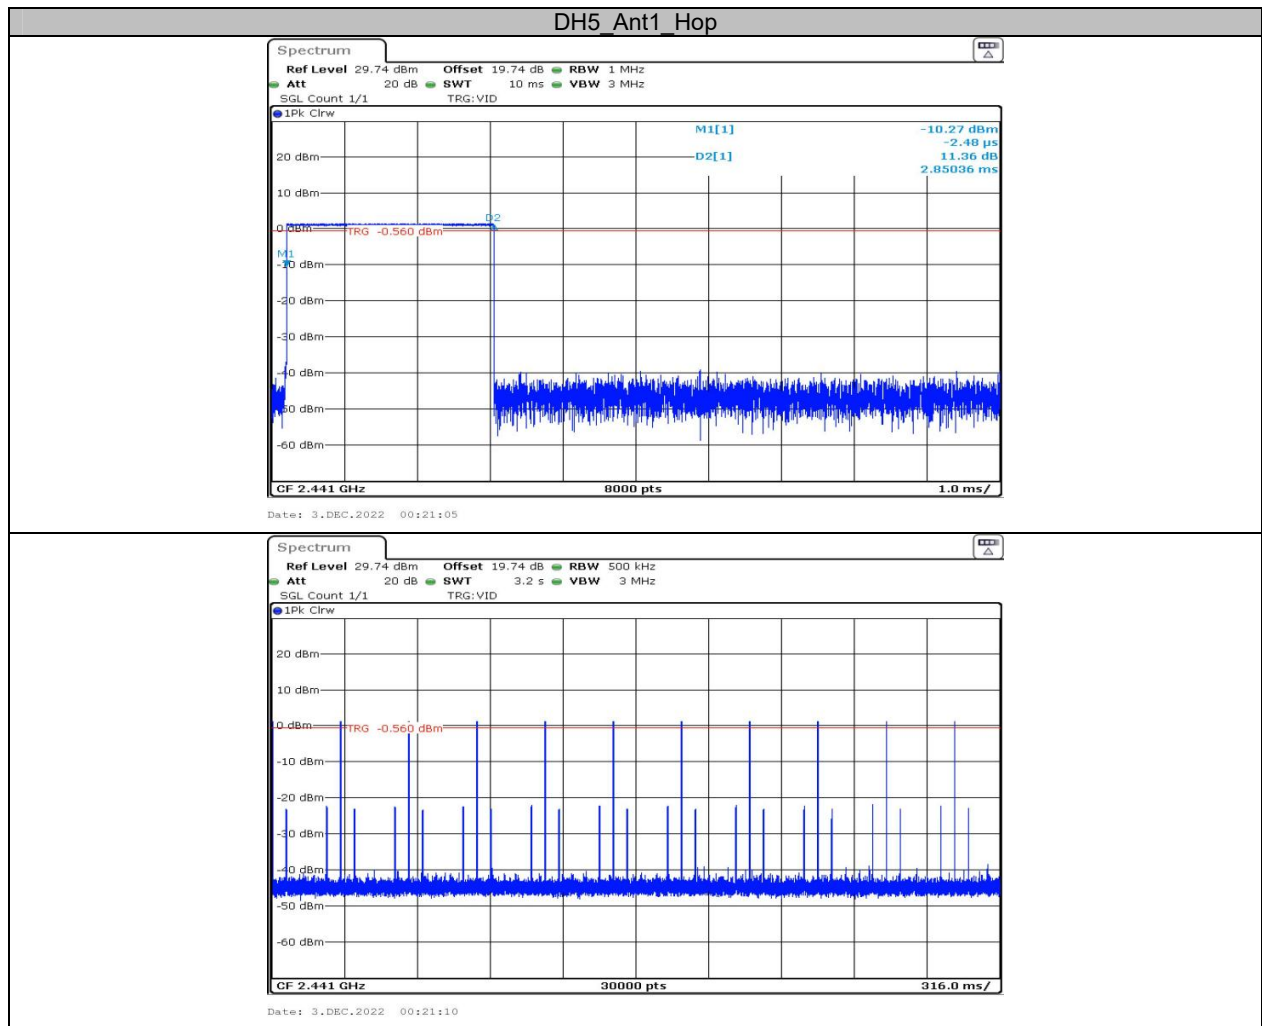 DH5_Ant1_Hop
Spectrum
Ref Level 29.74 dBm Offset 19.74 dB RBW 1 MHz
Att 20 dB SWT 10 ms VBW 3 MHz
SGL Count 1/1 TRG:VID
1Pk Clrw
M1[1] -10.27 dBm
-2.48 µs
20 dBm D2[1] 11.36 dB
2.85036 ms
10 dBm
D2
0 dBm
TRG -0.560 dBm
M1
-10 dBm
-20 dBm
-30 dBm
-40 dBm
-50 dBm
-60 dBm
CF 2.441 GHz 8000 pts 1.0 ms/
Date: 3.DEC.2022 00:21:05
Spectrum
Ref Level 29.74 dBm Offset 19.74 dB RBW 500 kHz
Att 20 dB SWT 3.2 s VBW 3 MHz
SGL Count 1/1 TRG:VID
1Pk Clrw
20 dBm
10 dBm
0 dBm
TRG -0.560 dBm
-10 dBm
-20 dBm
-30 dBm
-40 dBm
-50 dBm
-60 dBm
CF 2.441 GHz 30000 pts 316.0 ms/
Date: 3.DEC.2022 00:21:10